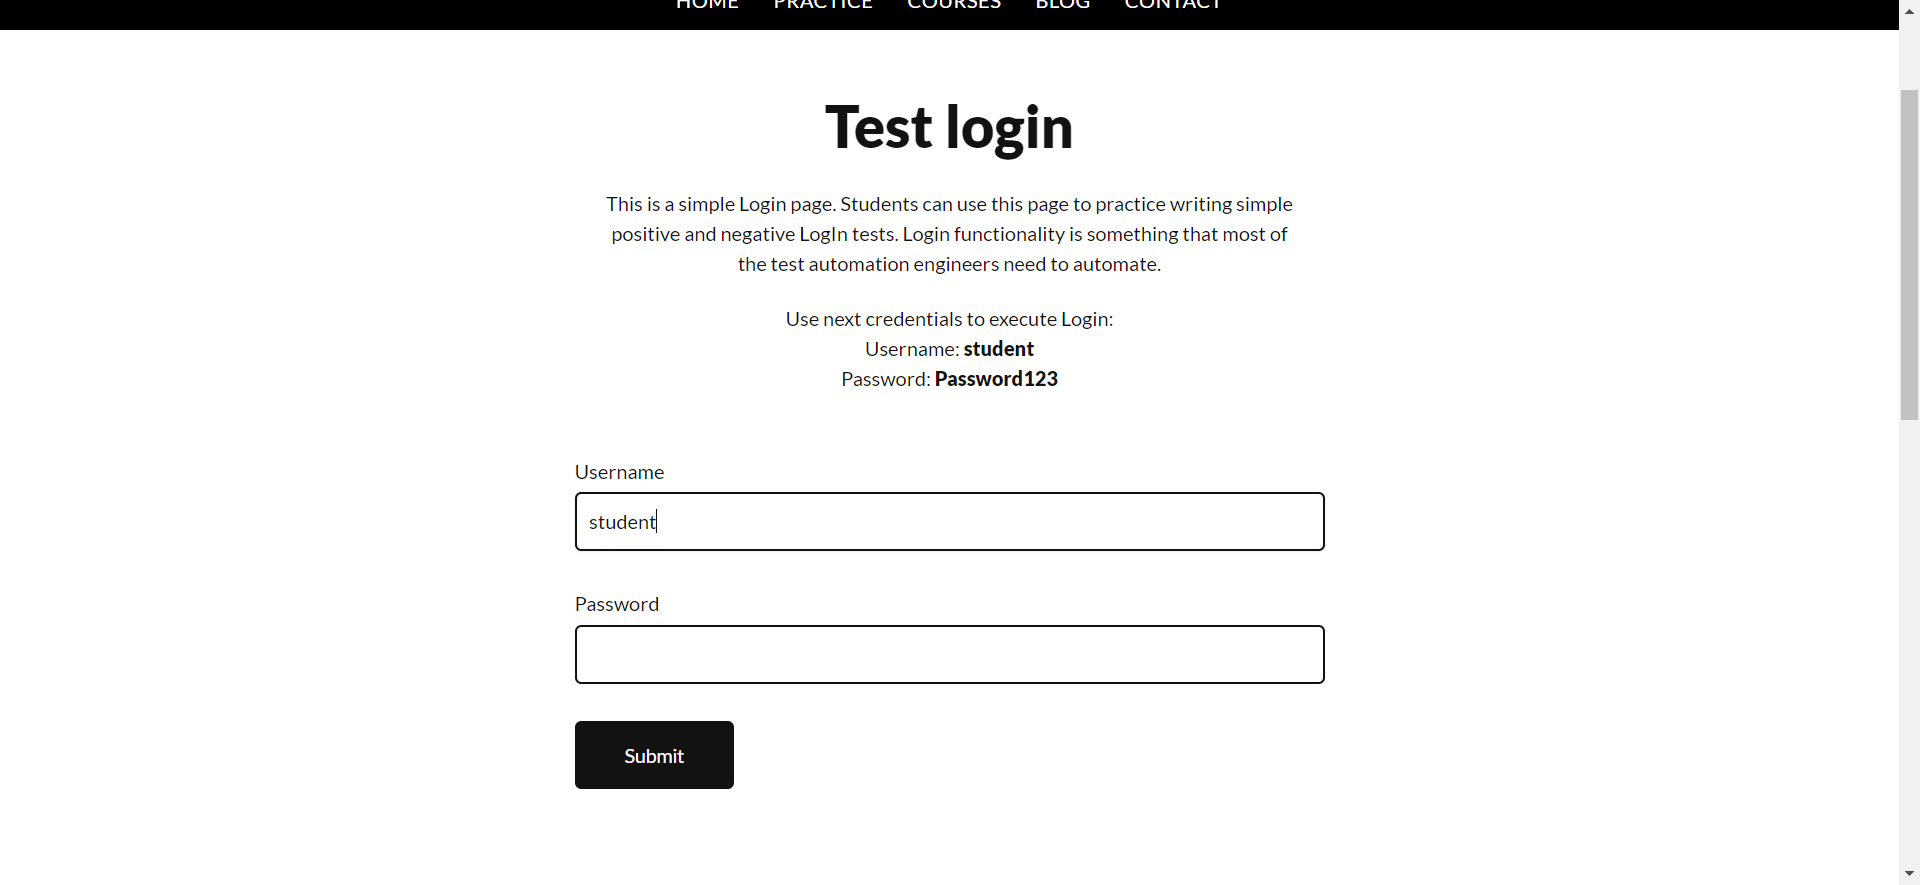 HOME PRACTICE COURSES BLOG CONTACT
Test login
This is a simple Login page. Students can use this page to practice writing simple
positive and negative LogIn tests. Login functionality is something that most of
the test automation engineers need to automate.
Use next credentials to execute Login:
Username: student
Password: Password123
Username
student
Password
Submit